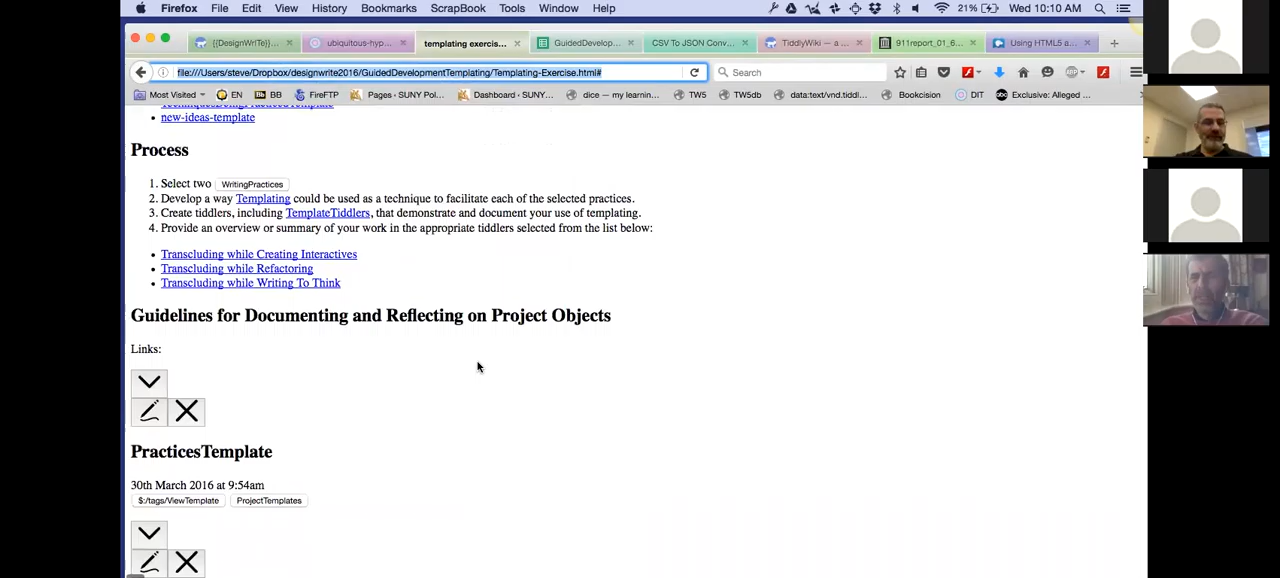 Firefox File Edit View History Bookmarks ScrapBook Tools Window Help 21% Wed 10:10 AM
{{DesignWriTe}}... ubiquitous-hyp... templating exercis... GuidedDevelop... CSV To JSON Conv... TiddlyWiki — a ... 911report_01_6... Using HTML5 a...
file:///Users/steve/Dropbox/designwrite2016/GuidedDevelopmentTemplating/Templating-Exercise.html# Search
Most Visited EN BB FireFTP Pages · SUNY Pol... Dashboard · SUNY... dice — my learnin... TW5 TW5db data:text/vnd.tiddl... Bookcision DIT Exclusive: Alleged ...
new-ideas-template
Process
1. Select two WritingPractices
2. Develop a way Templating could be used as a technique to facilitate each of the selected practices.
3. Create tiddlers, including TemplateTiddlers, that demonstrate and document your use of templating.
4. Provide an overview or summary of your work in the appropriate tiddlers selected from the list below:
• Transcluding while Creating Interactives
• Transcluding while Refactoring
• Transcluding while Writing To Think
Guidelines for Documenting and Reflecting on Project Objects
Links:
PracticesTemplate
30th March 2016 at 9:54am
$:/tags/ViewTemplate ProjectTemplates